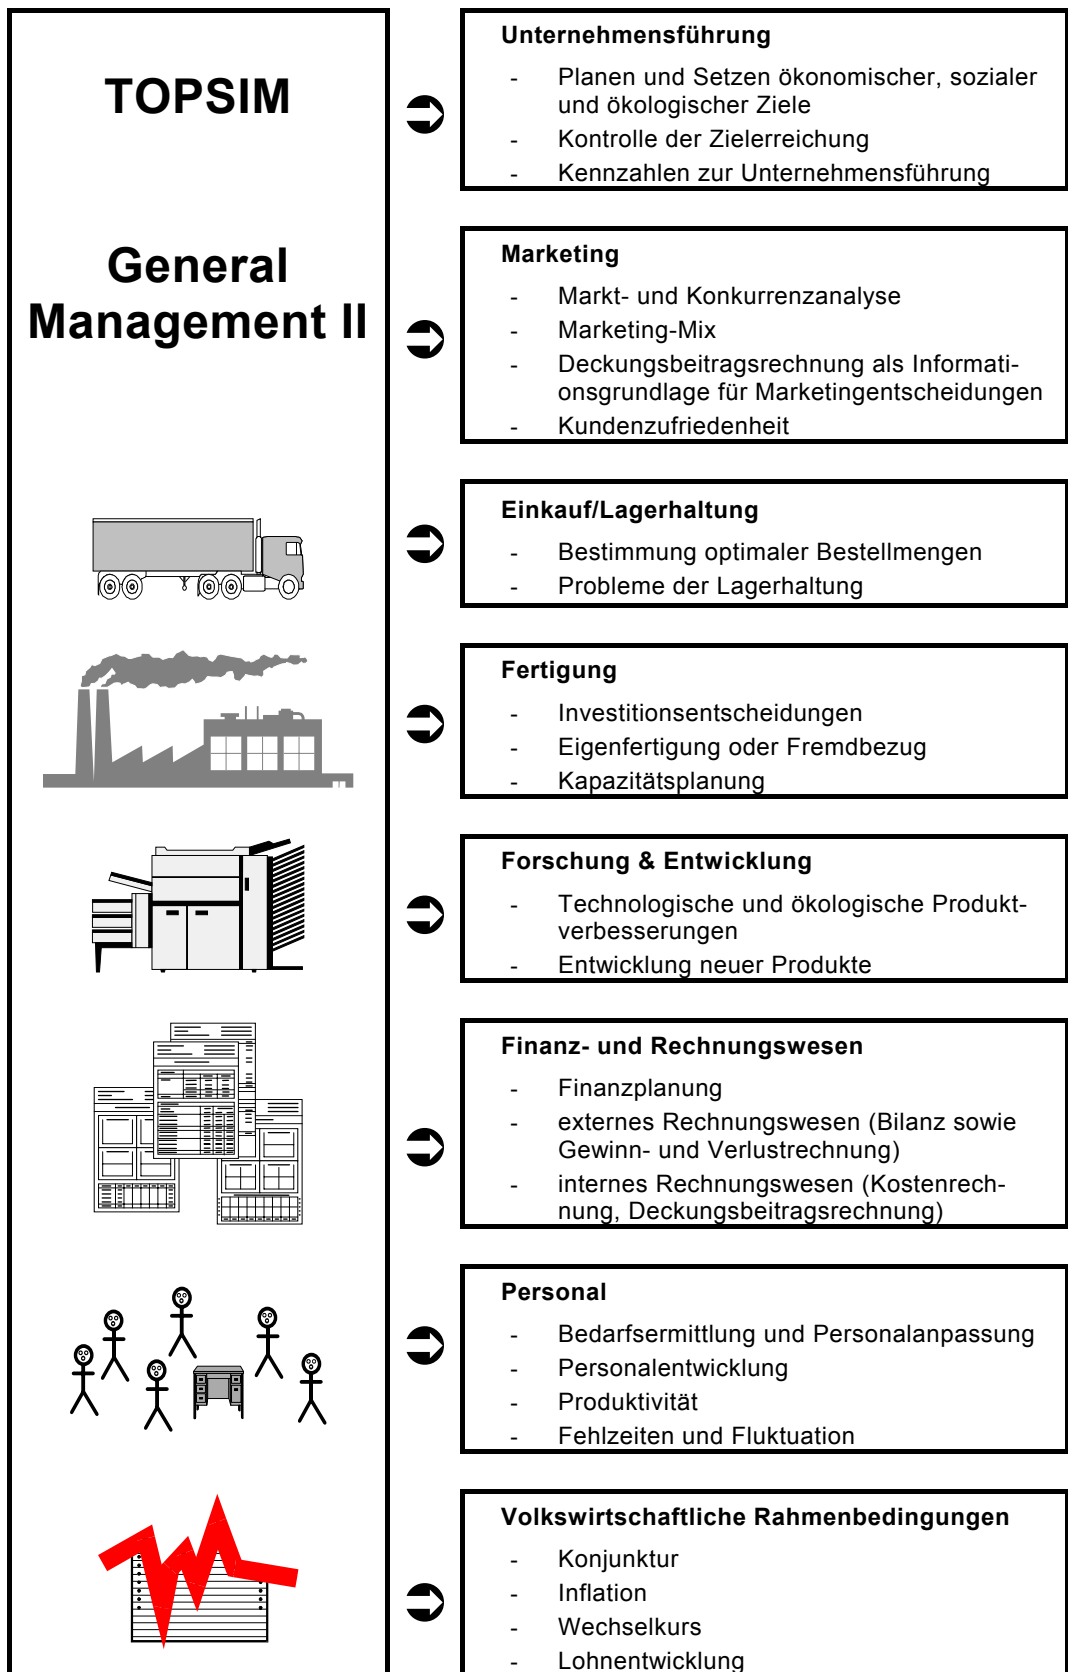 TOPSIM
General
Management II
Unternehmensführung
- Planen und Setzen ökonomischer, sozialer
und ökologischer Ziele
- Kontrolle der Zielerreichung
- Kennzahlen zur Unternehmensführung
Marketing
- Markt- und Konkurrenzanalyse
- Marketing-Mix
- Deckungsbeitragsrechnung als Informati-
onsgrundlage für Marketingentscheidungen
- Kundenzufriedenheit
Einkauf/Lagerhaltung
- Bestimmung optimaler Bestellmengen
- Probleme der Lagerhaltung
Fertigung
- Investitionsentscheidungen
- Eigenfertigung oder Fremdbezug
- Kapazitätsplanung
Forschung & Entwicklung
- Technologische und ökologische Produkt-
verbesserungen
- Entwicklung neuer Produkte
Finanz- und Rechnungswesen
- Finanzplanung
- externes Rechnungswesen (Bilanz sowie
Gewinn- und Verlustrechnung)
- internes Rechnungswesen (Kostenrech-
nung, Deckungsbeitragsrechnung)
Personal
- Bedarfsermittlung und Personalanpassung
- Personalentwicklung
- Produktivität
- Fehlzeiten und Fluktuation
Volkswirtschaftliche Rahmenbedingungen
- Konjunktur
- Inflation
- Wechselkurs
- Lohnentwicklung